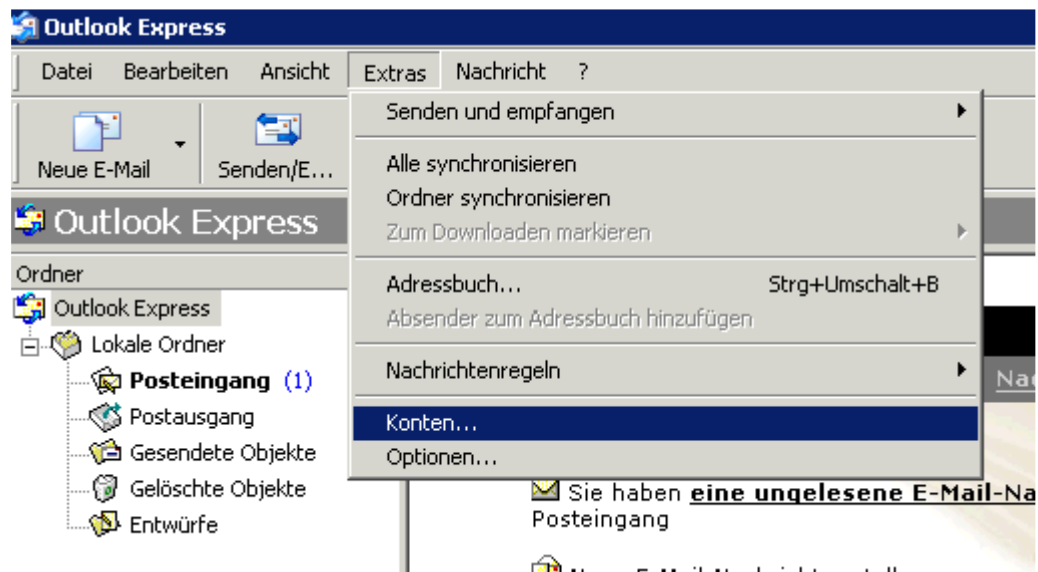 Outlook Express
Datei Bearbeiten Ansicht Extras Nachricht ?
Neue E-Mail Senden/E...
Senden und empfangen
Alle synchronisieren
Ordner synchronisieren
Zum Downloaden markieren
Adressbuch... Strg+Umschalt+B
Absender zum Adressbuch hinzufügen
Nachrichtenregeln
Konten...
Optionen...
Outlook Express
Ordner
Outlook Express
Lokale Ordner
Posteingang (1)
Postausgang
Gesendete Objekte
Gelöschte Objekte
Entwürfe
Sie haben eine ungelesene E-Mail-Na
Posteingang